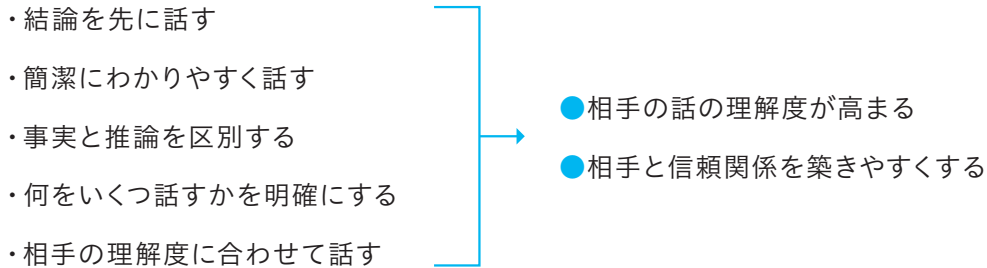 ・結論を先に話す
・簡潔にわかりやすく話す
・事実と推論を区別する
・何をいくつ話すかを明確にする
・相手の理解度に合わせて話す
●相手の話の理解度が高まる
●相手と信頼関係を築きやすくする